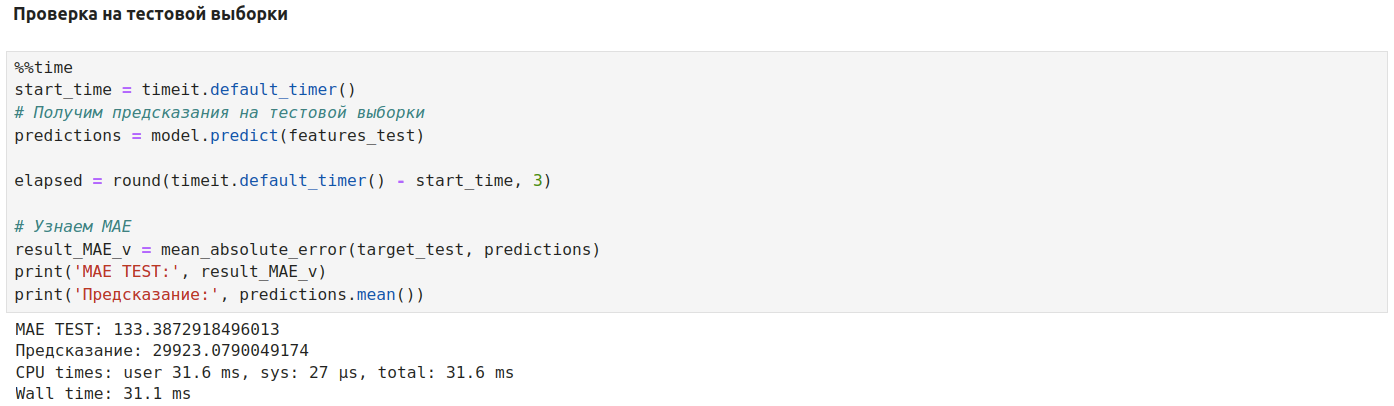 Проверка на тестовой выборки
%%time
start_time = timeit.default_timer()
# Получим предсказания на тестовой выборки
predictions = model.predict(features_test)
elapsed = round(timeit.default_timer() - start_time, 3)
# Узнаем MAE
result_MAE_v = mean_absolute_error(target_test, predictions)
print('MAE TEST:', result_MAE_v)
print('Предсказание:', predictions.mean())
MAE TEST: 133.3872918496013
Предсказание: 29923.0790049174
CPU times: user 31.6 ms, sys: 27 µs, total: 31.6 ms
Wall time: 31.1 ms